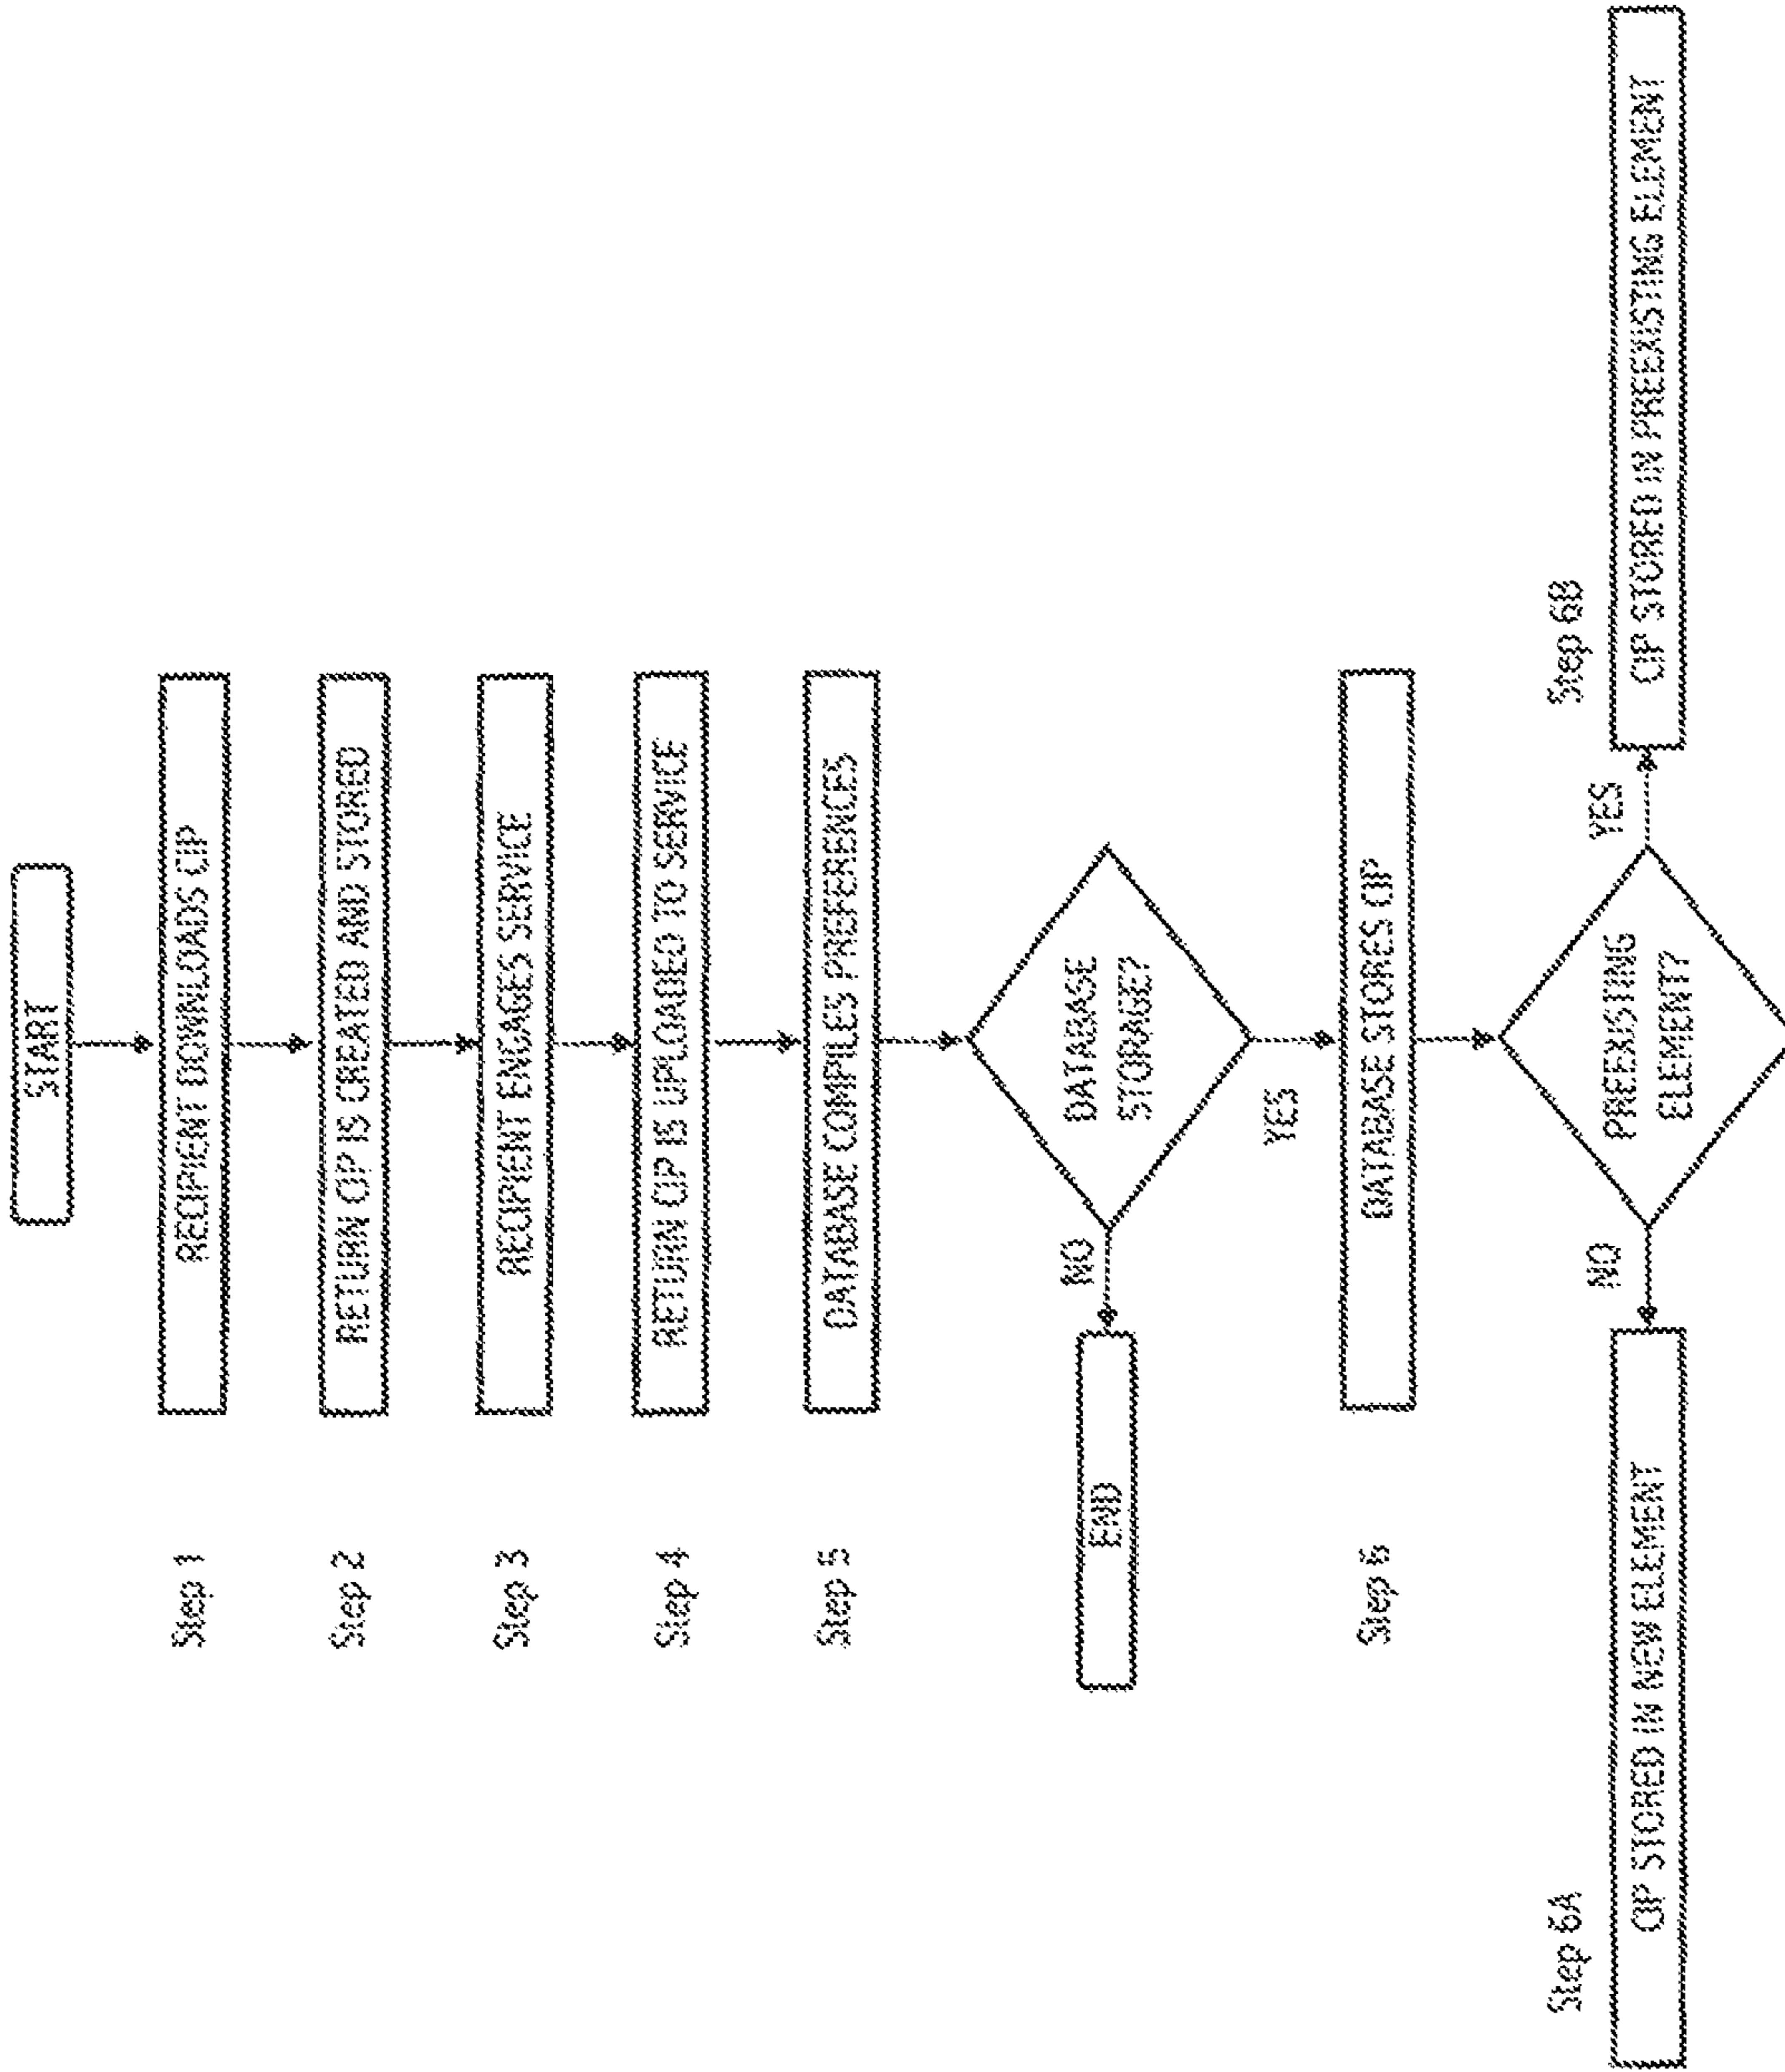 START
Step 1
RECIPIENT DOWNLOADS CIP
Step 2
RETURN CIP IS CREATED AND STORED
Step 3
RECIPIENT ENGAGES SERVICE
Step 4
RETURN CIP IS UPLOADED TO SERVICE
Step 5
DATABASE COMPILES PREFERENCES
DATABASE
STORAGE?
NO
END
YES
Step 6
DATABASE STORES CIP
PREEXISTING
ELEMENT?
NO
YES
Step 6A
CIP STORED IN NEW ELEMENT
Step 6B
CIP STORED IN PREEXISTING ELEMENT